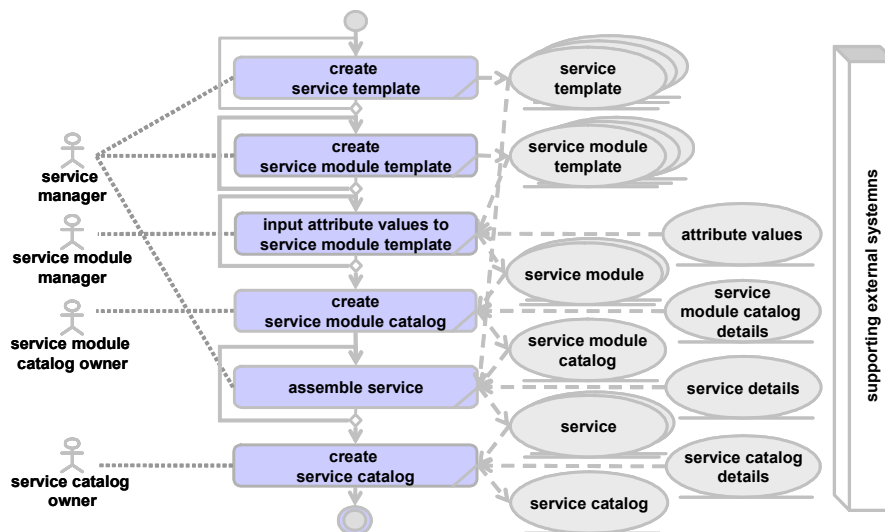 create
service template
service
template
create
service module template
service module
template
service
manager
input attribute values to
service module template
attribute values
service module
manager
service module
create
service module catalog
service
module catalog
details
service module
catalog owner
service module
catalog
assemble service
service details
service
create
service catalog
service catalog
details
service catalog
owner
service catalog
supporting external systemns